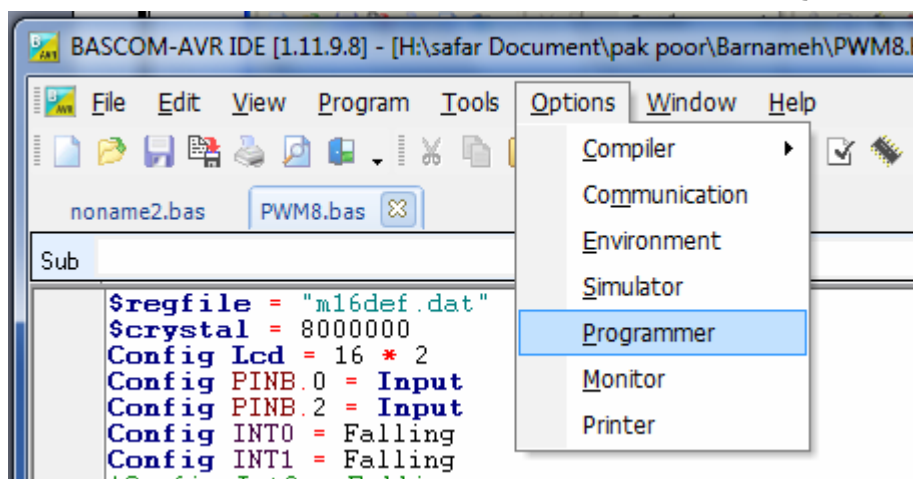 BASCOM-AVR IDE [1.11.9.8] - [H:\safar Document\pak poor\Barnameh\PWM8.
File Edit View Program Tools Options Window Help
Compiler
Communication
Environment
Simulator
Programmer
Monitor
Printer
noname2.bas PWM8.bas
Sub
$regfile = "m16def.dat"
$crystal = 8000000
Config Lcd = 16 * 2
Config PINB.0 = Input
Config PINB.2 = Input
Config INT0 = Falling
Config INT1 = Falling